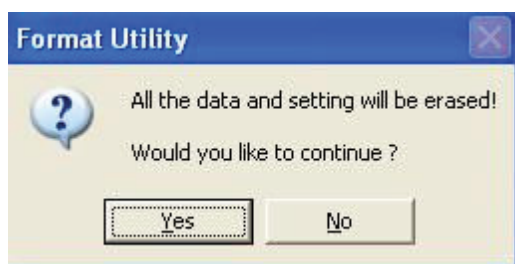 Format Utility
All the data and setting will be erased!
Would you like to continue ?
Yes
No